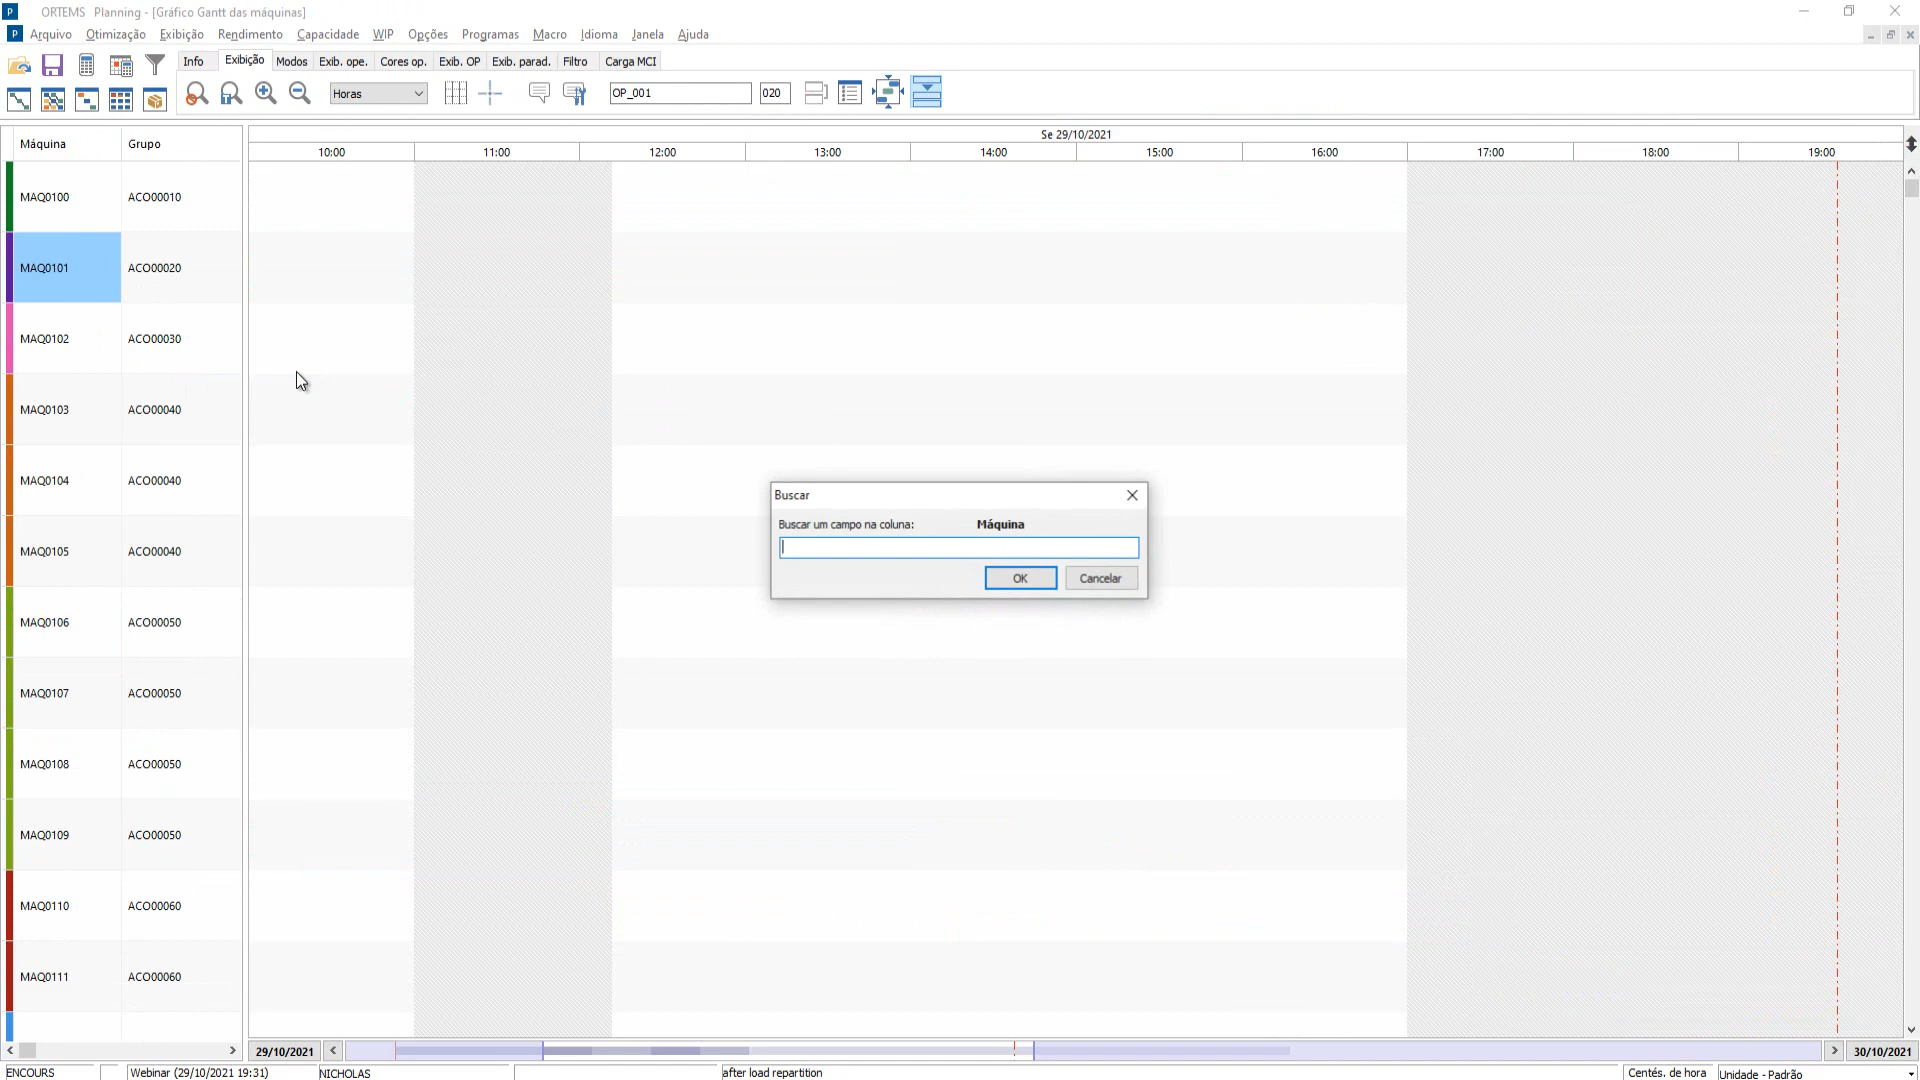 ORTEMS Planning - [Gráfico Gantt das máquinas]
Arquivo Otimização Exibição Rendimento Capacidade WIP Opções Programas Macro Idioma Janela Ajuda
Info Exibição Modos Exib. ope. Cores op. Exib. OP Exib. parad. Filtro Carga MCI
Horas OP_001 020
Máquina Grupo
Se 29/10/2021
10:00 11:00 12:00 13:00 14:00 15:00 16:00 17:00 18:00 19:00
MAQ0100 ACO00010
MAQ0101 ACO00020
MAQ0102 ACO00030
MAQ0103 ACO00040
MAQ0104 ACO00040
MAQ0105 ACO00040
MAQ0106 ACO00050
MAQ0107 ACO00050
MAQ0108 ACO00050
MAQ0109 ACO00050
MAQ0110 ACO00060
MAQ0111 ACO00060
Buscar
Buscar um campo na coluna: Máquina
OK Cancelar
29/10/2021 30/10/2021
ENCOURS Webinar (29/10/2021 19:31) NICHOLAS after load repartition Centés. de hora Unidade - Padrão